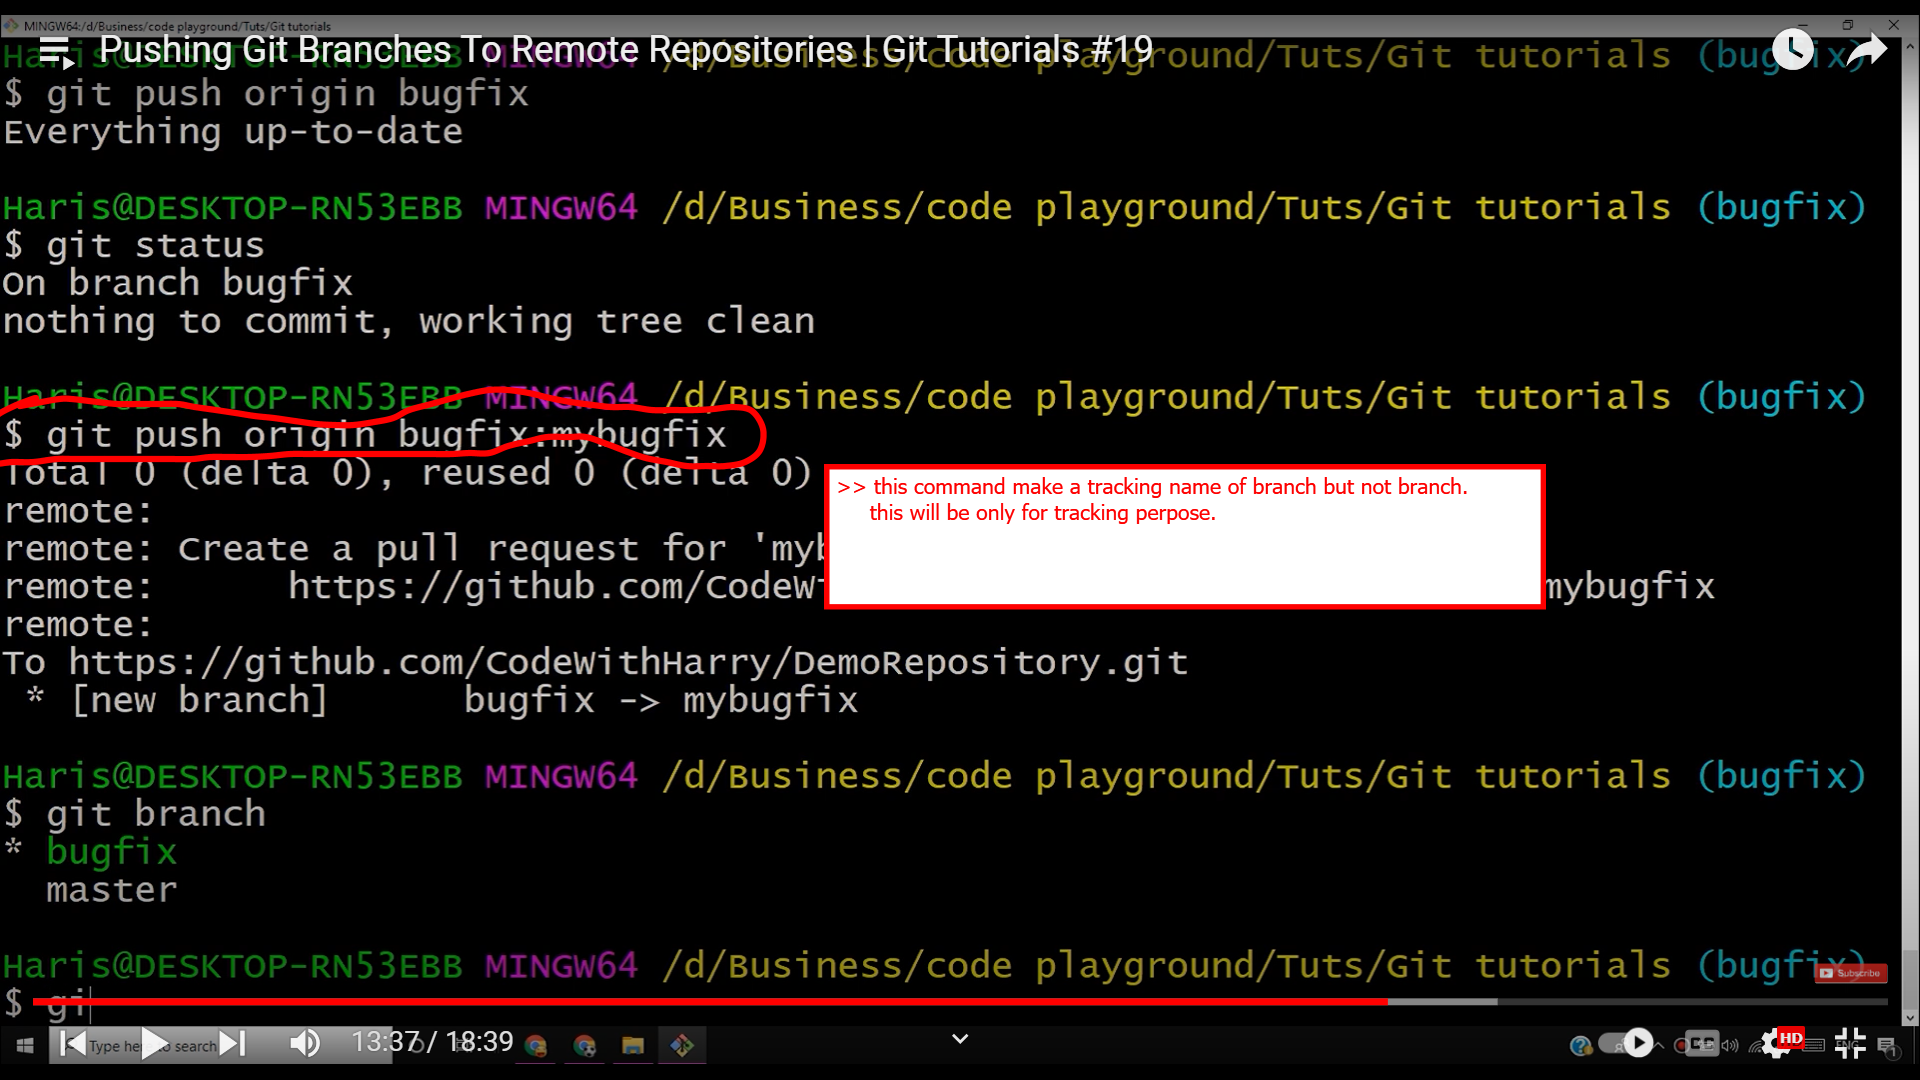 MINGW64:/d/Business/code playground/Tuts/Git tutorials
Pushing Git Branches To Remote Repositories | Git Tutorials #19
Haris@DESKTOP-RN53EBB MINGW64 /d/Business/code playground/Tuts/Git tutorials (bugfix)
$ git push origin bugfix
Everything up-to-date
Haris@DESKTOP-RN53EBB MINGW64 /d/Business/code playground/Tuts/Git tutorials (bugfix)
$ git status
On branch bugfix
nothing to commit, working tree clean
Haris@DESKTOP-RN53EBB MINGW64 /d/Business/code playground/Tuts/Git tutorials (bugfix)
$ git push origin bugfix:mybugfix
Total 0 (delta 0), reused 0 (delta 0)
>> this command make a tracking name of branch but not branch.
this will be only for tracking perpose.
remote:
remote: Create a pull request for 'myb
remote: https://github.com/CodeW mybugfix
remote:
To https://github.com/CodeWithHarry/DemoRepository.git
* [new branch] bugfix -> mybugfix
Haris@DESKTOP-RN53EBB MINGW64 /d/Business/code playground/Tuts/Git tutorials (bugfix)
$ git branch
* bugfix
master
Haris@DESKTOP-RN53EBB MINGW64 /d/Business/code playground/Tuts/Git tutorials (bugfix)
Subscribe
$ gi
Type here to search
13:37 / 18:39
HD
ENG
1